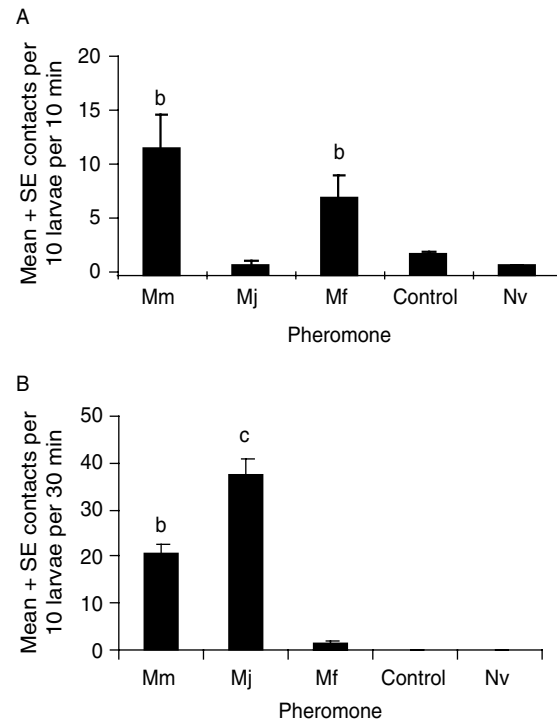 A
Mean + SE contacts per
10 larvae per 10 min
20
15
10
5
0
b
b
Mm Mj Mf Control Nv
Pheromone
B
Mean + SE contacts per
10 larvae per 30 min
50
40
30
20
10
0
b
c
Mm Mj Mf Control Nv
Pheromone